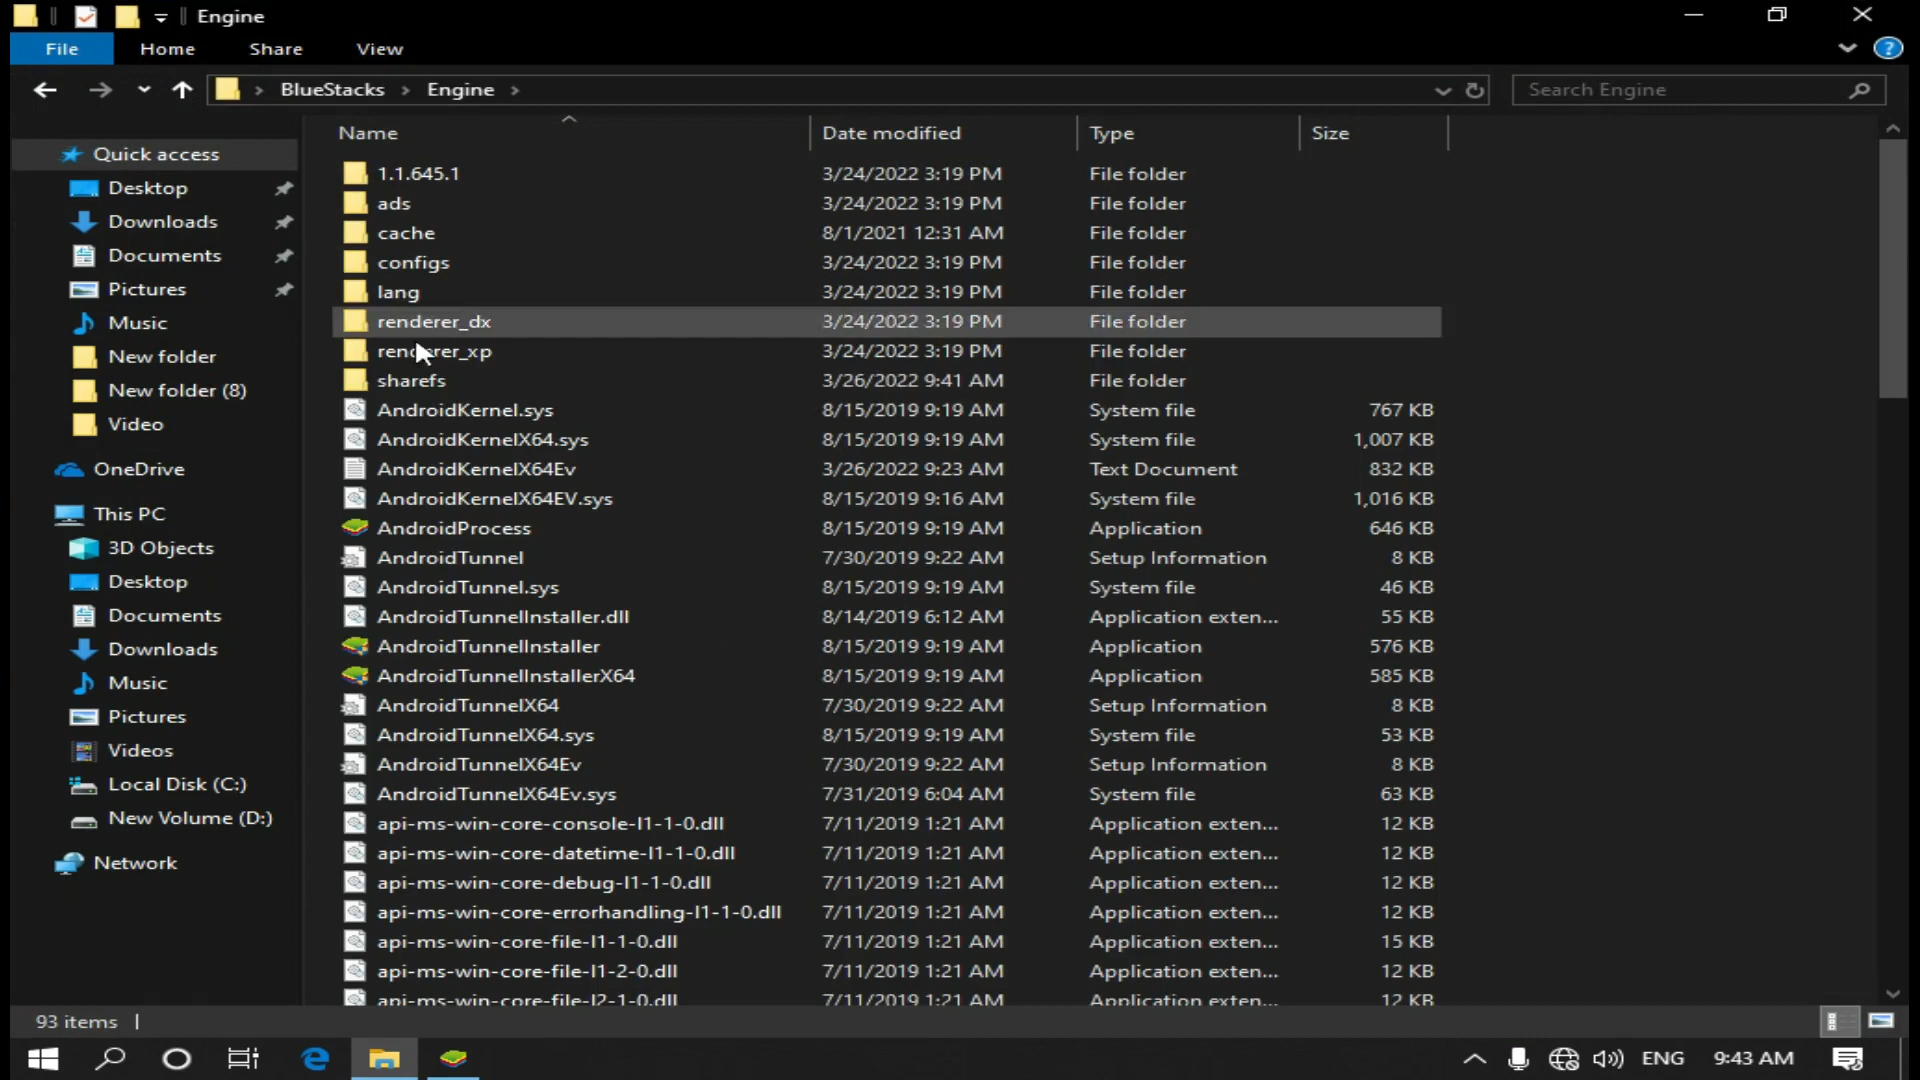 Engine
File Home Share View
BlueStacks Engine
Search Engine
Name Date modified Type Size
Quick access
Desktop
Downloads
Documents
Pictures
Music
New folder
New folder (8)
Video
OneDrive
This PC
3D Objects
Desktop
Documents
Downloads
Music
Pictures
Videos
Local Disk (C:)
New Volume (D:)
Network
1.1.645.1 3/24/2022 3:19 PM File folder
ads 3/24/2022 3:19 PM File folder
cache 8/1/2021 12:31 AM File folder
configs 3/24/2022 3:19 PM File folder
lang 3/24/2022 3:19 PM File folder
renderer_dx 3/24/2022 3:19 PM File folder
renderer_xp 3/24/2022 3:19 PM File folder
sharefs 3/26/2022 9:41 AM File folder
AndroidKernel.sys 8/15/2019 9:19 AM System file 767 KB
AndroidKernelX64.sys 8/15/2019 9:19 AM System file 1,007 KB
AndroidKernelX64Ev 3/26/2022 9:23 AM Text Document 832 KB
AndroidKernelX64EV.sys 8/15/2019 9:16 AM System file 1,016 KB
AndroidProcess 8/15/2019 9:19 AM Application 646 KB
AndroidTunnel 7/30/2019 9:22 AM Setup Information 8 KB
AndroidTunnel.sys 8/15/2019 9:19 AM System file 46 KB
AndroidTunnelInstaller.dll 8/14/2019 6:12 AM Application exten... 55 KB
AndroidTunnelInstaller 8/15/2019 9:19 AM Application 576 KB
AndroidTunnelInstallerX64 8/15/2019 9:19 AM Application 585 KB
AndroidTunnelX64 7/30/2019 9:22 AM Setup Information 8 KB
AndroidTunnelX64.sys 8/15/2019 9:19 AM System file 53 KB
AndroidTunnelX64Ev 7/30/2019 9:22 AM Setup Information 8 KB
AndroidTunnelX64Ev.sys 7/31/2019 6:04 AM System file 63 KB
api-ms-win-core-console-l1-1-0.dll 7/11/2019 1:21 AM Application exten... 12 KB
api-ms-win-core-datetime-l1-1-0.dll 7/11/2019 1:21 AM Application exten... 12 KB
api-ms-win-core-debug-l1-1-0.dll 7/11/2019 1:21 AM Application exten... 12 KB
api-ms-win-core-errorhandling-l1-1-0.dll 7/11/2019 1:21 AM Application exten... 12 KB
api-ms-win-core-file-l1-1-0.dll 7/11/2019 1:21 AM Application exten... 15 KB
api-ms-win-core-file-l1-2-0.dll 7/11/2019 1:21 AM Application exten... 12 KB
api-ms-win-core-file-l2-1-0.dll 7/11/2019 1:21 AM Application exten... 12 KB
93 items
ENG 9:43 AM